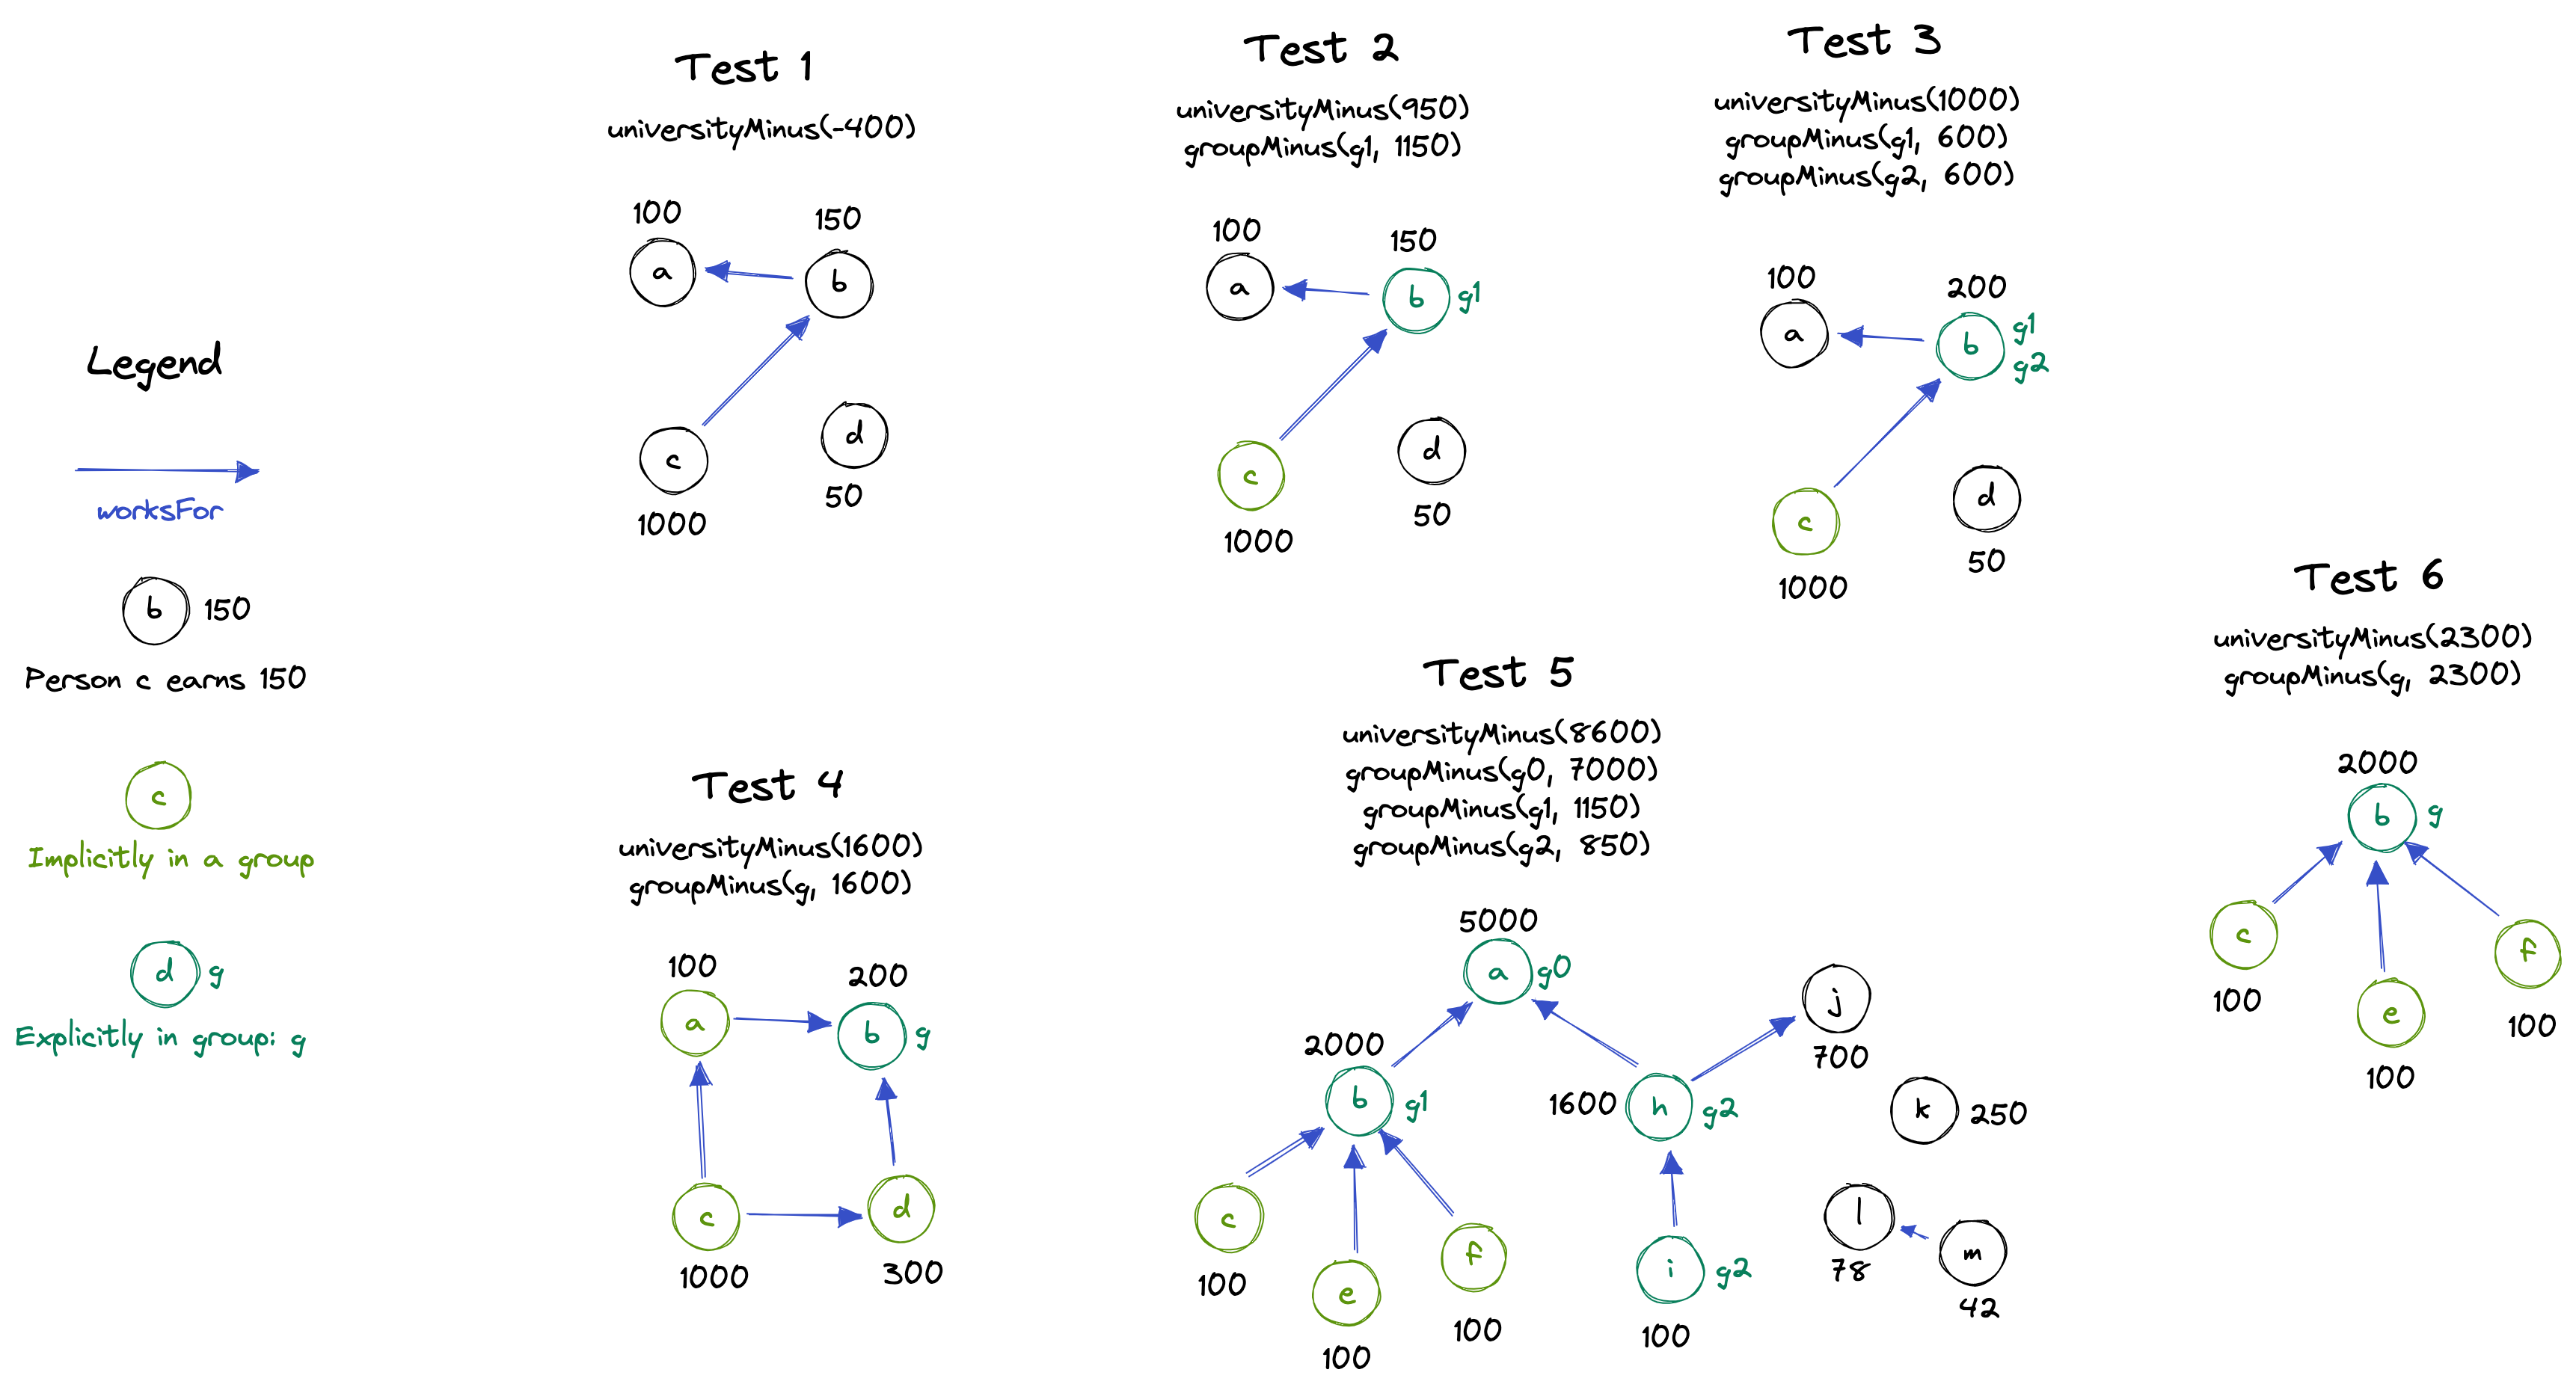 Legend
worksFor
b 150
Person c earns 150
c
Implicitly in a group
d g
Explicitly in group: g
Test 1
universityMinus(-400)
100
150
a
b
c
d
1000
50
Test 2
universityMinus(950)
groupMinus(g1, 1150)
100
150
a
b g1
c
d
1000
50
Test 3
universityMinus(1000)
groupMinus(g1, 600)
groupMinus(g2, 600)
100
200
a
b g1
g2
c
d
1000
50
Test 4
universityMinus(1600)
groupMinus(g, 1600)
100
200
a
b g
c
d
1000
300
Test 5
universityMinus(8600)
groupMinus(g0, 7000)
groupMinus(g1, 1150)
groupMinus(g2, 850)
5000
a g0
j
700
2000
b g1
1600 h g2
k 250
c
e
f
i g2
l
m
100
100
100
100
78
42
Test 6
universityMinus(2300)
groupMinus(g, 2300)
2000
b g
c
e
f
100
100
100